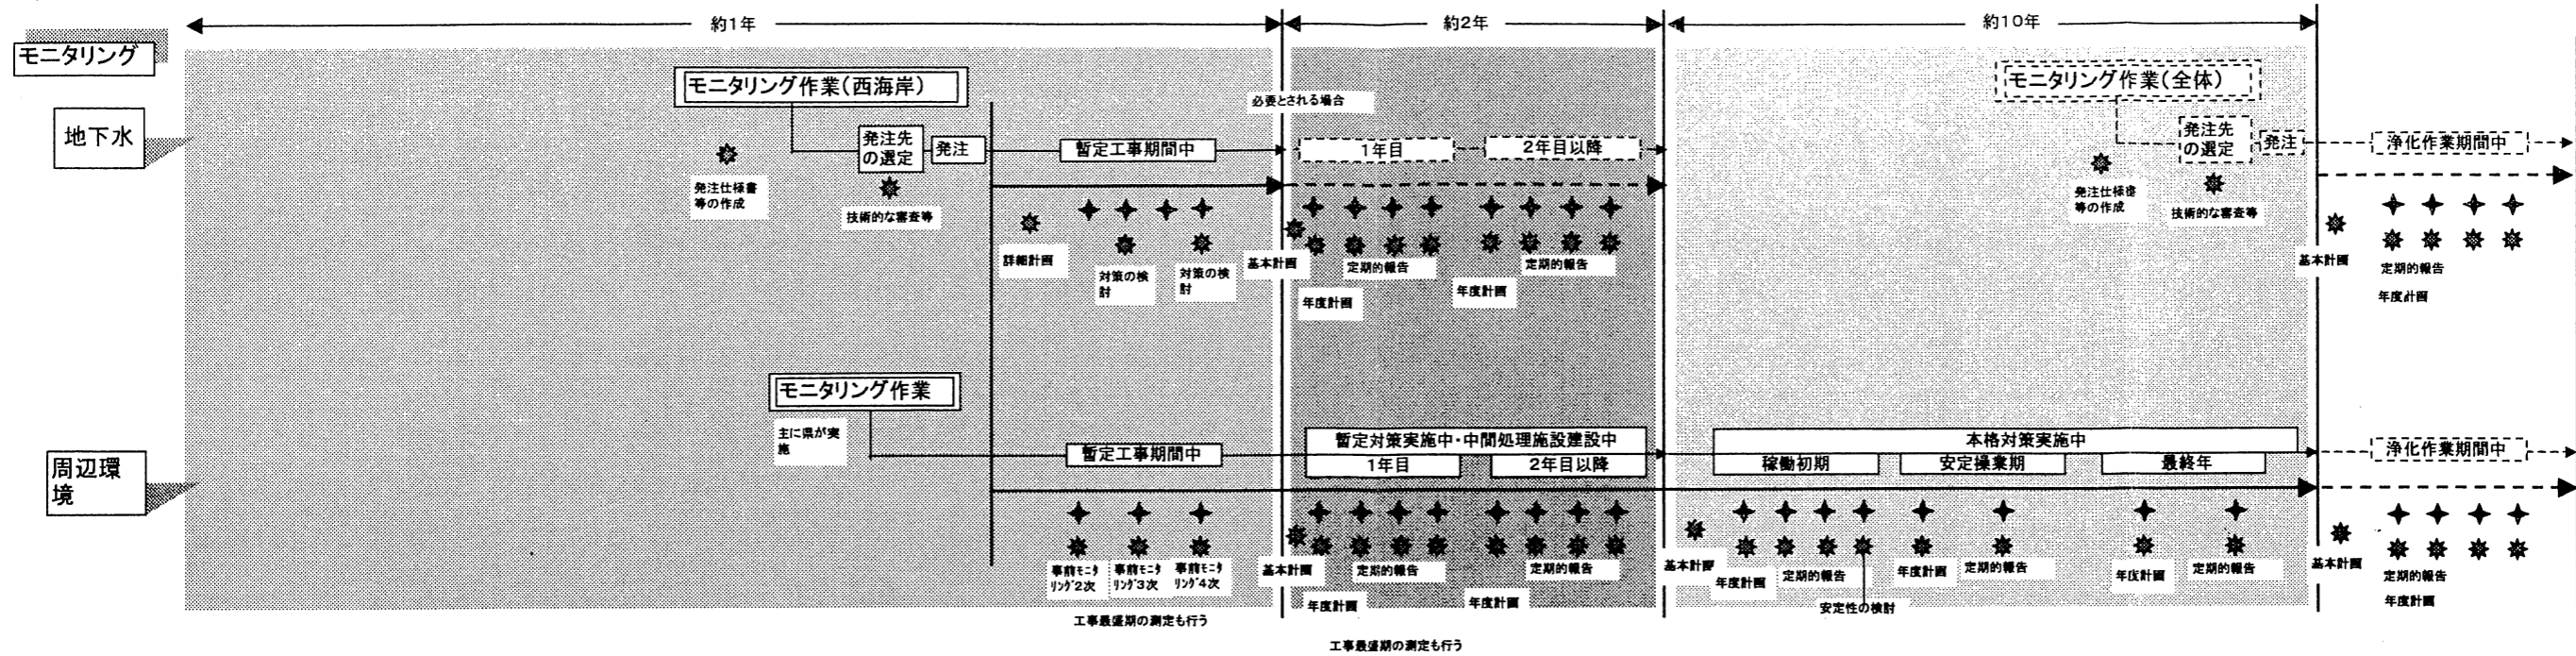 約1年
約2年
約10年
モニタリング
モニタリング作業(西海岸)
必要とされる場合
モニタリング作業(全体)
地下水
発注先
の選定
発注
暫定工事期間中
1年目
2年目以降
発注先
の選定
発注
浄化作業期間中
発注仕様書
等の作成
技術的な審査等
発注仕様書
等の作成
技術的な審査等
詳細計画
対策の検
討
対策の検
討
基本計画
定期的報告
年度計画
年度計画
定期的報告
基本計画
定期的報告
年度計画
モニタリング作業
主に県が実
施
周辺環
境
暫定工事期間中
暫定対策実施中・中間処理施設建設中
1年目
2年目以降
本格対策実施中
稼働初期
安定操業期
最終年
浄化作業期間中
事前モニタ
リング2次
事前モニタ
リング3次
事前モニタ
リング4次
基本計画
定期的報告
年度計画
定期的報告
年度計画
基本計画
年度計画
定期的報告
年度計画
定期的報告
年度計画
定期的報告
基本計画
定期的報告
年度計画
安定性の検討
工事最盛期の測定も行う
工事最盛期の測定も行う